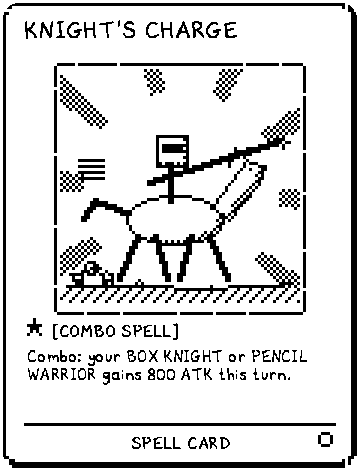 KNIGHT'S CHARGE
[COMBO SPELL]
Combo: your BOX KNIGHT or PENCIL
WARRIOR gains 800 ATK this turn.
SPELL CARD